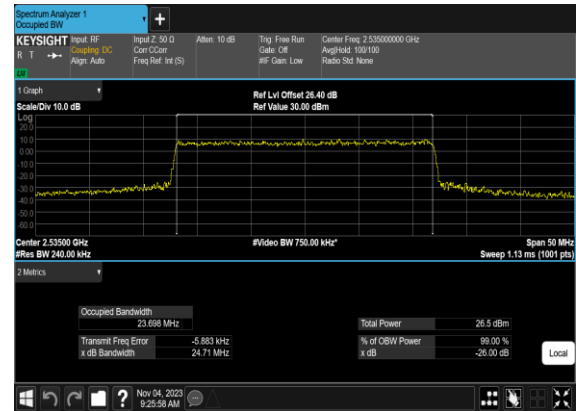 Spectrum Analyzer 1
Occupied BW
+
KEYSIGHT
R T
LXI
Input: RF
Coupling: DC
Align: Auto
Input Z: 50 Ω
Corr CCorr
Freq Ref: Int (S)
Atten: 10 dB
Trig: Free Run
Gate: Off
#IF Gain: Low
Center Freq: 2.535000000 GHz
Avg|Hold: 100/100
Radio Std: None
1 Graph
Scale/Div 10.0 dB
Ref Lvl Offset 26.40 dB
Ref Value 30.00 dBm
Log
20.0
10.0
0.00
-10.0
-20.0
-30.0
-40.0
-50.0
-60.0
Center 2.53500 GHz
#Res BW 240.00 kHz
#Video BW 750.00 kHz*
Span 50 MHz
Sweep 1.13 ms (1001 pts)
2 Metrics
Occupied Bandwidth
23.698 MHz
Transmit Freq Error -5.883 kHz
x dB Bandwidth 24.71 MHz
Total Power 26.5 dBm
% of OBW Power 99.00 %
x dB -26.00 dB
Local
?
Nov 04, 2023
9:25:58 AM